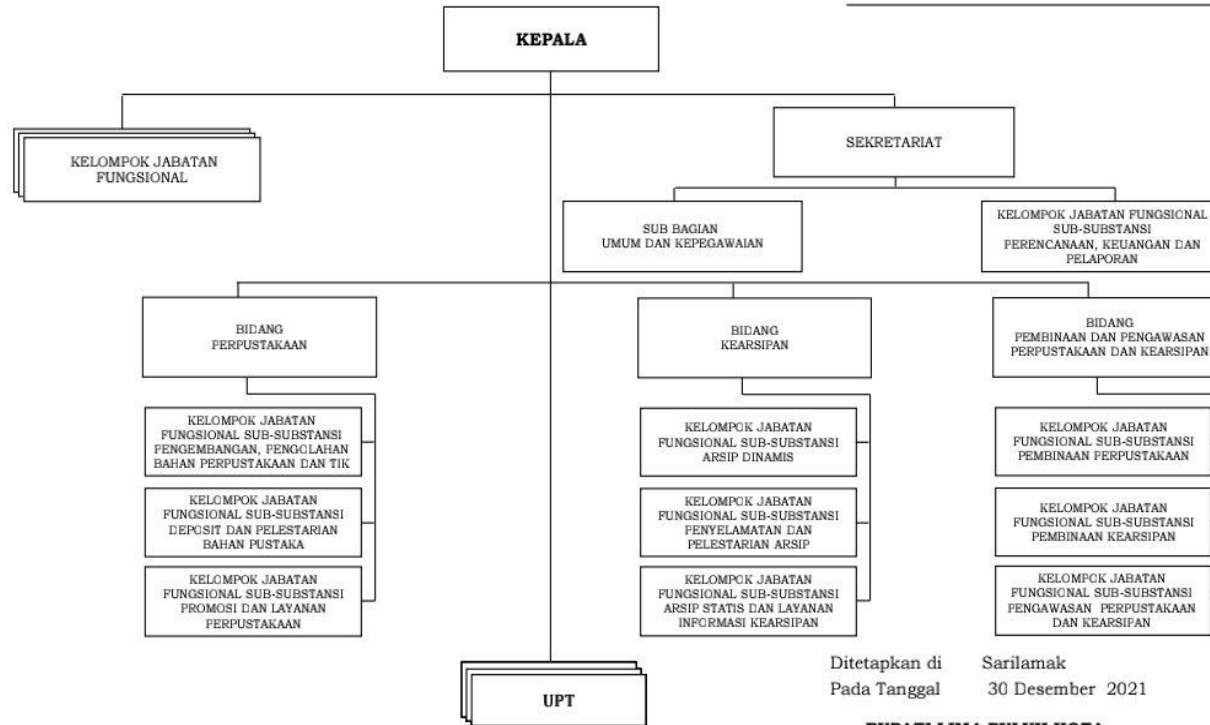 KEPALA
KELOMPOK JABATAN
FUNGSIONAL
SEKRETARIAT
SUB BAGIAN
UMUM DAN KEPEGAWAIAN
KELOMPOK JABATAN FUNGSIONAL
SUB-SUBSTANSI
PERENCANAAN, KEUANGAN DAN
PELAPORAN
BIDANG
PERPUSTAKAAN
BIDANG
KEARSIPAN
BIDANG
PEMBINAAN DAN PENGAWASAN
PERPUSTAKAAN DAN KEARSIPAN
KELOMPOK JABATAN
FUNGSIONAL SUB-SUBSTANSI
PENGEMBANGAN, PENGOLAHAN
BAHAN PERPUSTAKAAN DAN TIK
KELOMPOK JABATAN
FUNGSIONAL SUB-SUBSTANSI
DEPOSIT DAN PELESTARIAN
BAHAN PUSTAKA
KELOMPOK JABATAN
FUNGSIONAL SUB-SUBSTANSI
PROMOSI DAN LAYANAN
PERPUSTAKAAN
KELOMPOK JABATAN
FUNGSIONAL SUB-SUBSTANSI
ARSIP DINAMIS
KELOMPOK JABATAN
FUNGSIONAL SUB-SUBSTANSI
PENYELAMATAN DAN
PELESTARIAN ARSIP
KELOMPOK JABATAN
FUNGSIONAL SUB-SUBSTANSI
ARSIP STATIS DAN LAYANAN
INFORMASI KEARSIPAN
KELOMPOK JABATAN
FUNGSIONAL SUB-SUBSTANSI
PEMBINAAN PERPUSTAKAAN
KELOMPOK JABATAN
FUNGSIONAL SUB-SUBSTANSI
PEMBINAAN KEARSIPAN
KELOMPOK JABATAN
FUNGSIONAL SUB-SUBSTANSI
PENGAWASAN PERPUSTAKAAN
DAN KEARSIPAN
UPT
Ditetapkan di Sarilamak
Pada Tanggal 30 Desember 2021
BUPATI LIMA PULUH KOTA